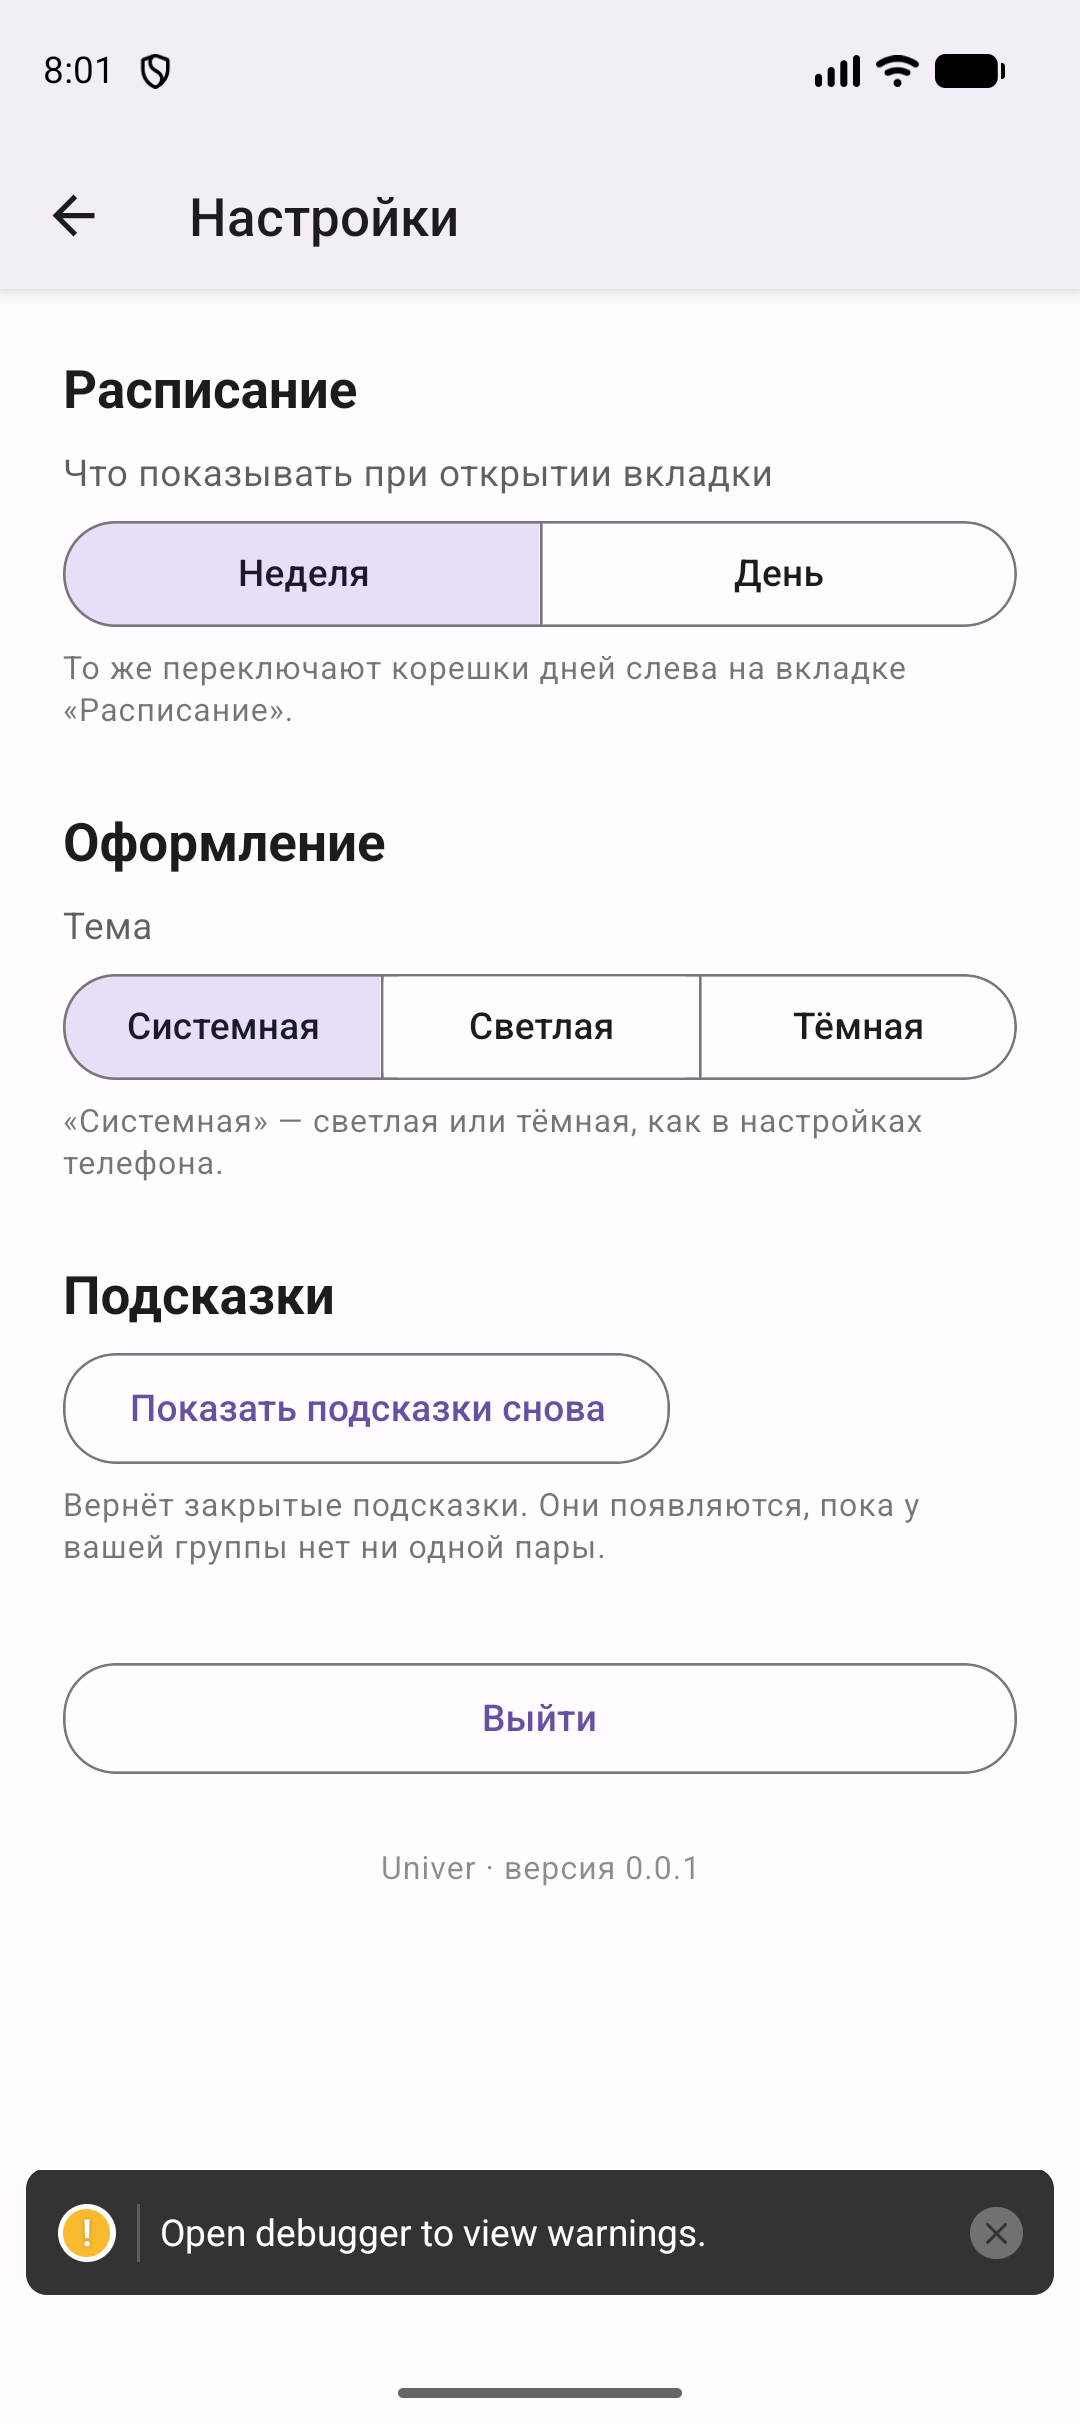 8:01
Настройки
Расписание
Что показывать при открытии вкладки
Неделя
День
То же переключают корешки дней слева на вкладке
«Расписание».
Оформление
Тема
Системная
Светлая
Тёмная
«Системная» — светлая или тёмная, как в настройках
телефона.
Подсказки
Показать подсказки снова
Вернёт закрытые подсказки. Они появляются, пока у
вашей группы нет ни одной пары.
Выйти
Univer · версия 0.0.1
Open debugger to view warnings.